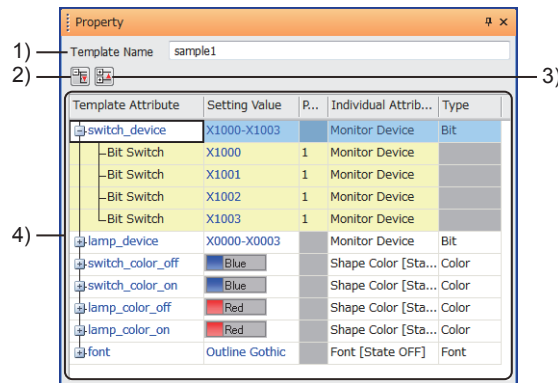 Property
1) Template Name sample1
2) 3)
Template Attribute Setting Value P... Individual Attrib... Type
switch_device X1000-X1003 Monitor Device Bit
Bit Switch X1000 1 Monitor Device
Bit Switch X1001 1 Monitor Device
Bit Switch X1002 1 Monitor Device
Bit Switch X1003 1 Monitor Device
4) lamp_device X0000-X0003 Monitor Device Bit
switch_color_off Blue Shape Color [Sta... Color
switch_color_on Blue Shape Color [Sta... Color
lamp_color_off Red Shape Color [Sta... Color
lamp_color_on Red Shape Color [Sta... Color
font Outline Gothic Font [State OFF] Font